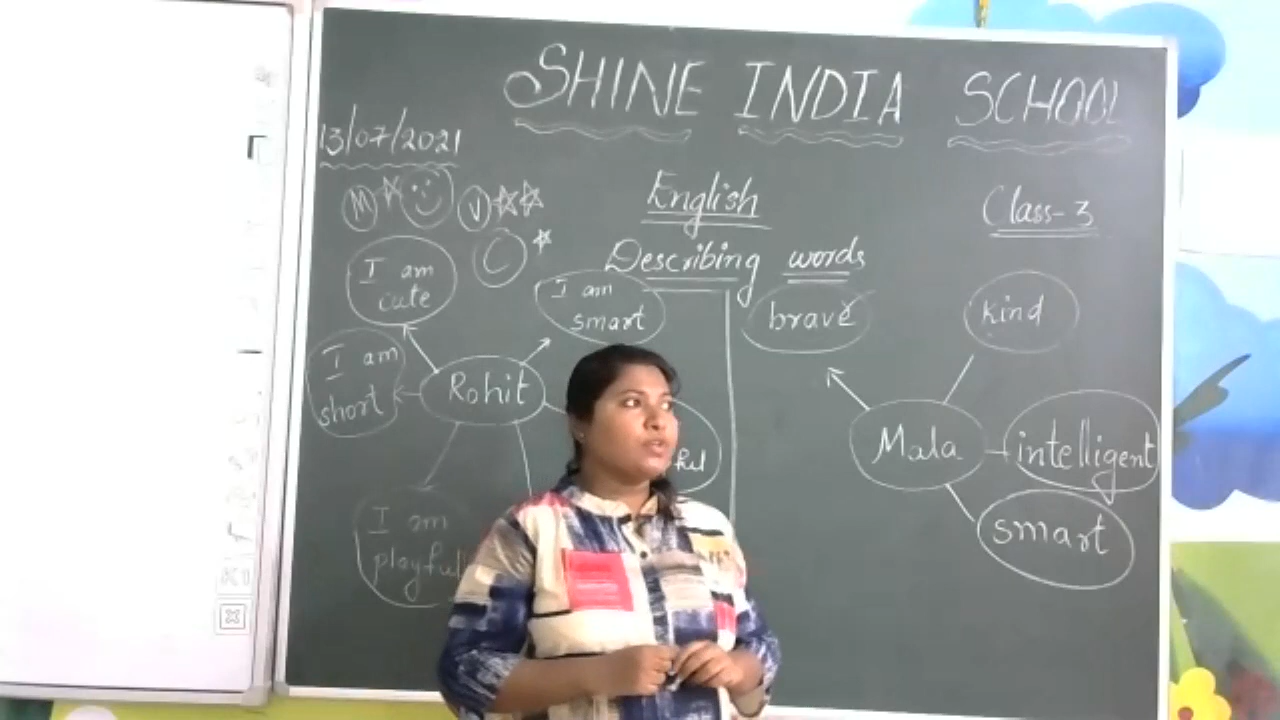 SHINE INDIA SCHOOL
13/07/2021
English
Class-3
M V
Describing words
I am
cute
I am
smart
brave
kind
I am
short
Rohit
Mala
intelligent
smart
I am
playful